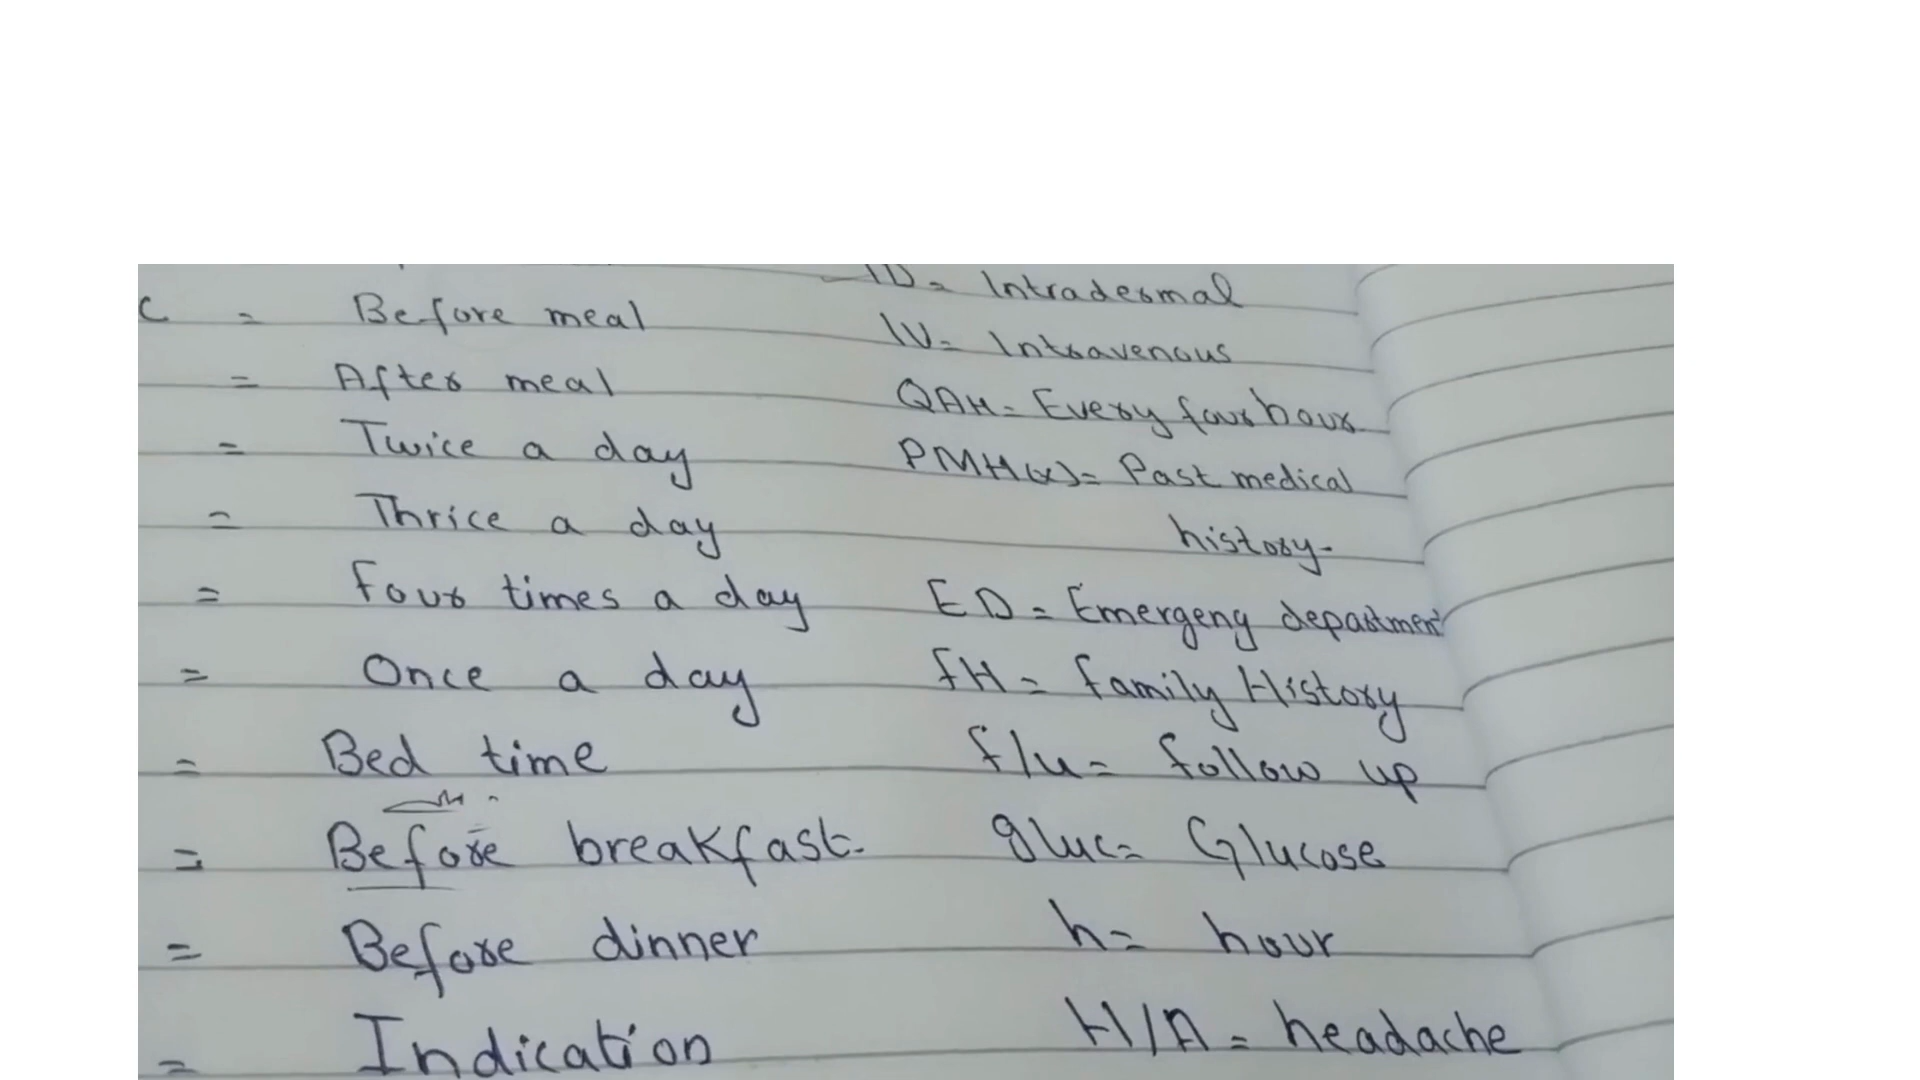 C = Before meal
= After meal
= Twice a day
= Thrice a day
= four times a day
= Once a day
= Bed time
= Before breakfast.
= Before dinner
= Indication
ID = Intradermal
IV = Intravenous
QAH = Every four hour
PMH(x) = Past medical
history-
ED = Emergeny department
fH = family History
f/u = follow up
gluc = Glucose
h = hour
H/A = headache